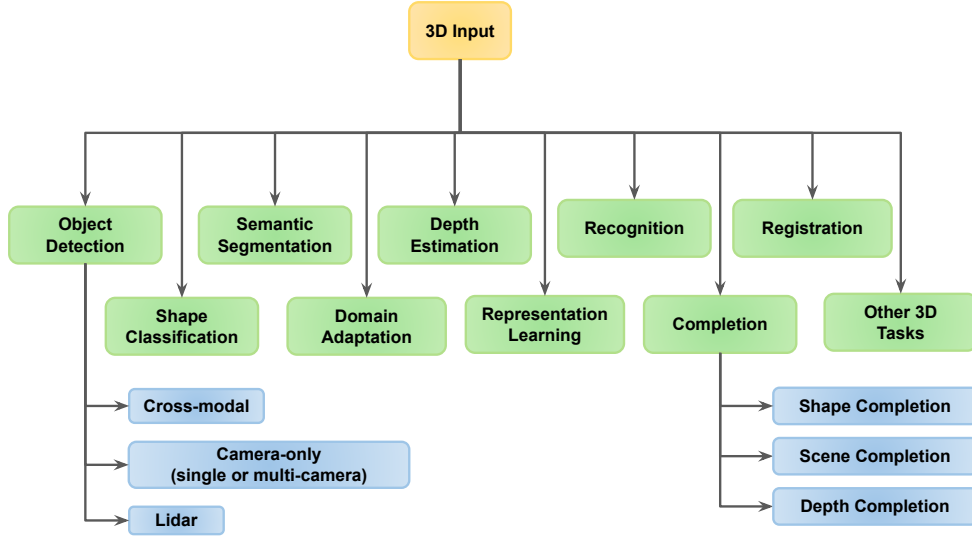 3D Input
Object
Detection
Semantic
Segmentation
Depth
Estimation
Recognition
Registration
Shape
Classification
Domain
Adaptation
Representation
Learning
Completion
Other 3D
Tasks
Cross-modal
Camera-only
(single or multi-camera)
Lidar
Shape Completion
Scene Completion
Depth Completion